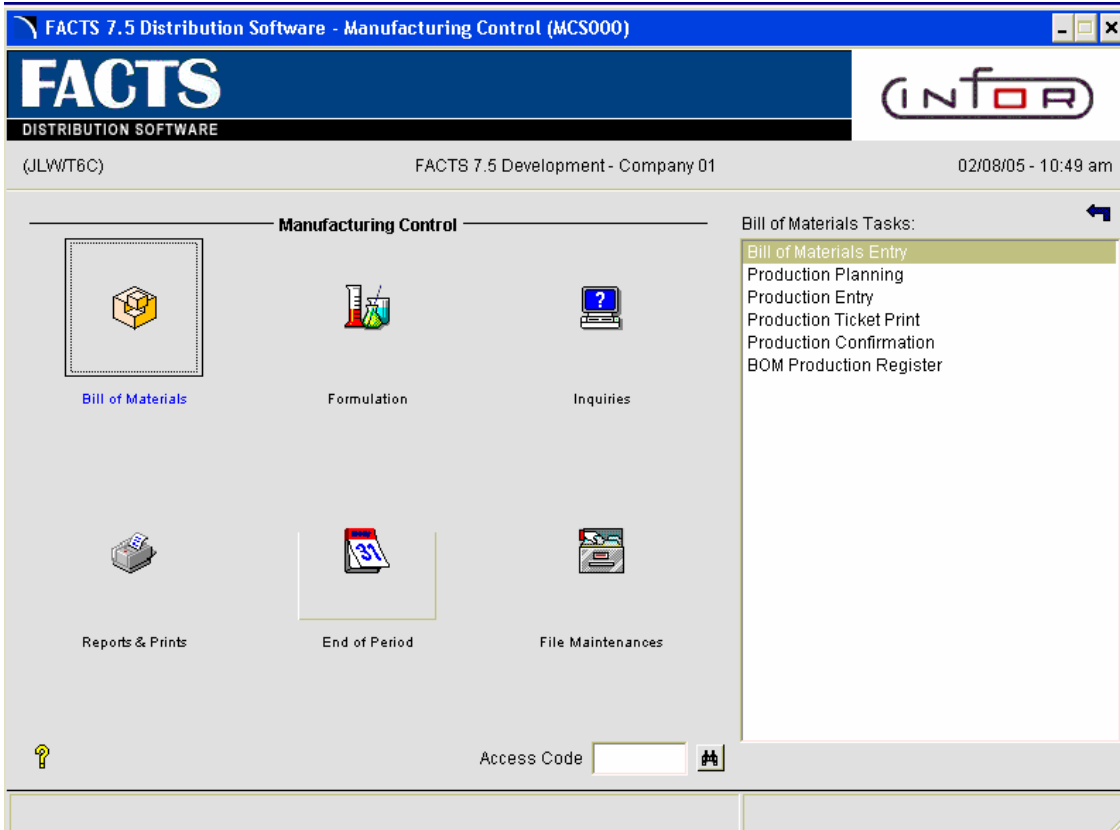 FACTS 7.5 Distribution Software - Manufacturing Control (MCS000)
FACTS
DISTRIBUTION SOFTWARE
infor
(JLW/T6C)
FACTS 7.5 Development - Company 01
02/08/05 - 10:49 am
Manufacturing Control
Bill of Materials
Formulation
?
Inquiries
Reports & Prints
31
End of Period
File Maintenances
?
Access Code
Bill of Materials Tasks:
Bill of Materials Entry
Production Planning
Production Entry
Production Ticket Print
Production Confirmation
BOM Production Register